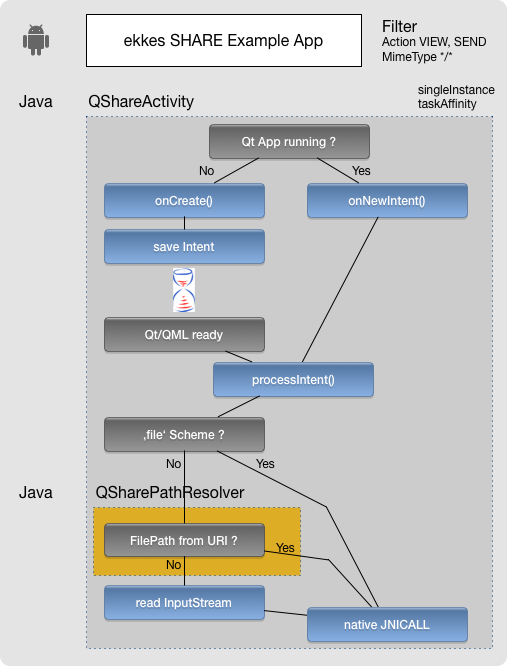 ekkes SHARE Example App
Filter
Action VIEW, SEND
MimeType */*
Java
QShareActivity
singleInstance
taskAffinity
Qt App running ?
No
Yes
onCreate()
onNewIntent()
save Intent
Qt/QML ready
processIntent()
‚file‘ Scheme ?
No
Yes
Java
QSharePathResolver
FilePath from URI ?
Yes
No
read InputStream
native JNICALL